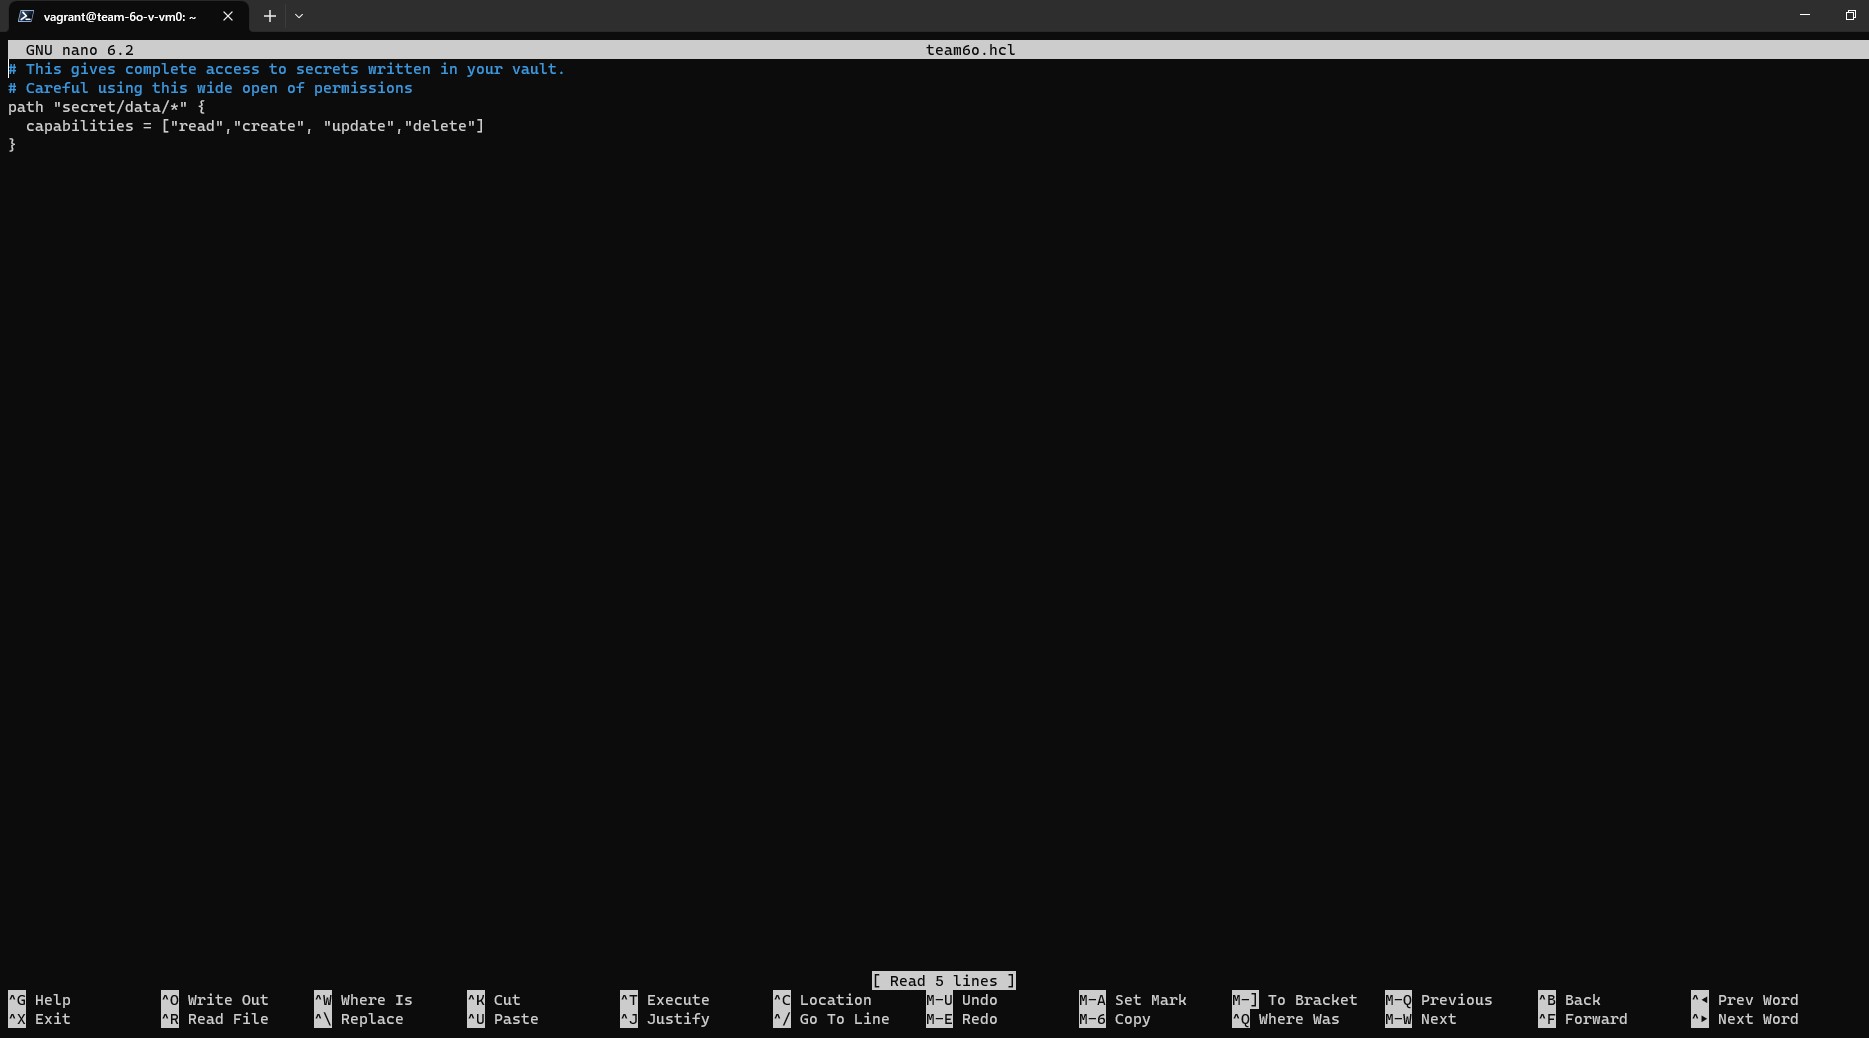 vagrant@team-6o-v-vm0: ~
GNU nano 6.2 team6o.hcl
# This gives complete access to secrets written in your vault.
# Careful using this wide open of permissions
path "secret/data/*" {
  capabilities = ["read","create", "update","delete"]
}
[ Read 5 lines ]
^G Help ^O Write Out ^W Where Is ^K Cut ^T Execute ^C Location M-U Undo M-A Set Mark M-] To Bracket M-Q Previous ^B Back ^◂ Prev Word
^X Exit ^R Read File ^\ Replace ^U Paste ^J Justify ^/ Go To Line M-E Redo M-6 Copy ^Q Where Was M-W Next ^F Forward ^▸ Next Word